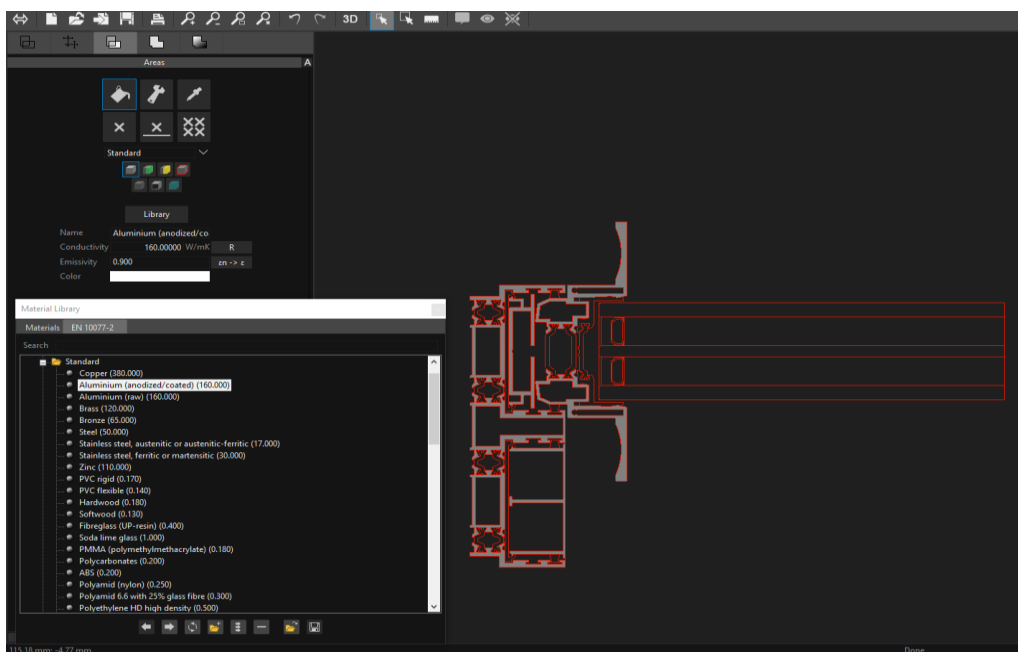 3D
Areas
A
Standard
Library
Name Aluminium (anodized/co
Conductivity 160.00000 W/mK R
Emissivity 0.900 εn -> ε
Color
Material Library
Materials EN 10077-2
Search
Standard
Copper (380.000)
Aluminium (anodized/coated) (160.000)
Aluminium (raw) (160.000)
Brass (120.000)
Bronze (65.000)
Steel (50.000)
Stainless steel, austenitic or austenitic-ferritic (17.000)
Stainless steel, ferritic or martensitic (30.000)
Zinc (110.000)
PVC rigid (0.170)
PVC flexible (0.140)
Hardwood (0.180)
Softwood (0.130)
Fibreglass (UP-resin) (0.400)
Soda lime glass (1.000)
PMMA (polymethylmethacrylate) (0.180)
Polycarbonates (0.200)
ABS (0.200)
Polyamid (nylon) (0.250)
Polyamid 6.6 with 25% glass fibre (0.300)
Polyethylene HD high density (0.500)
115.18 mm; -4.77 mm Done